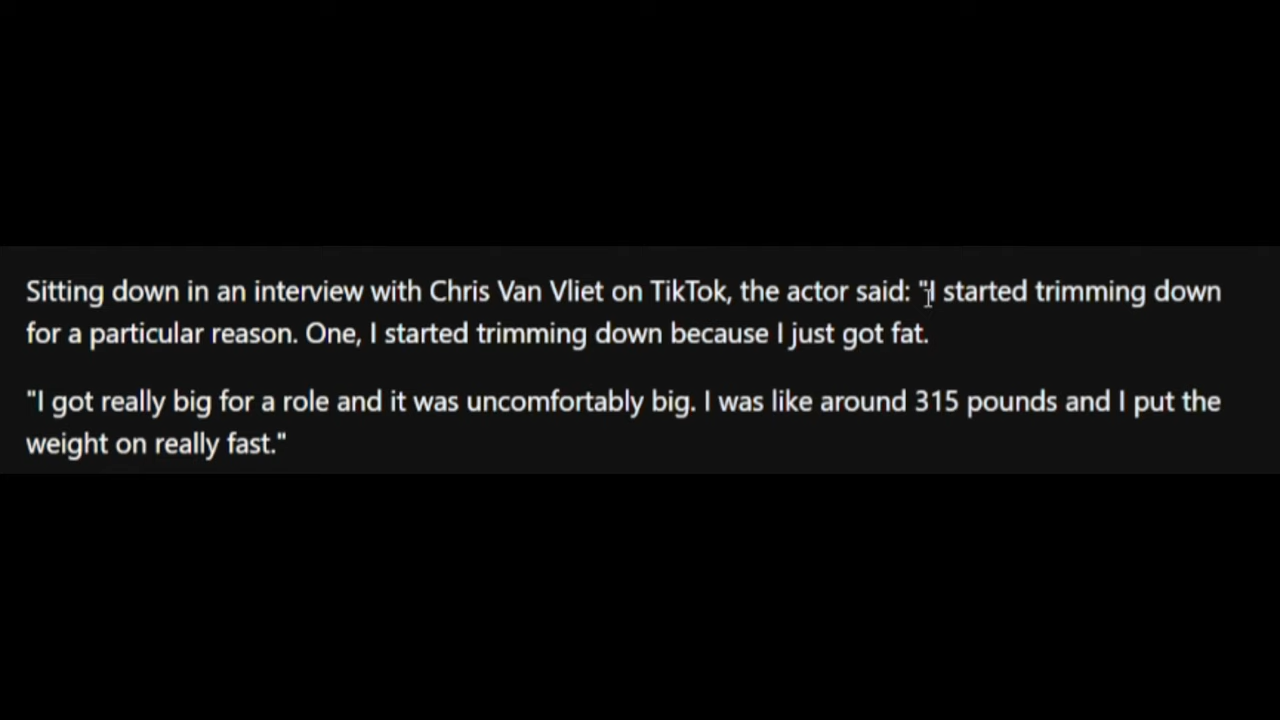 Sitting down in an interview with Chris Van Vliet on TikTok, the actor said: "I started trimming down
for a particular reason. One, I started trimming down because I just got fat.
"I got really big for a role and it was uncomfortably big. I was like around 315 pounds and I put the
weight on really fast."